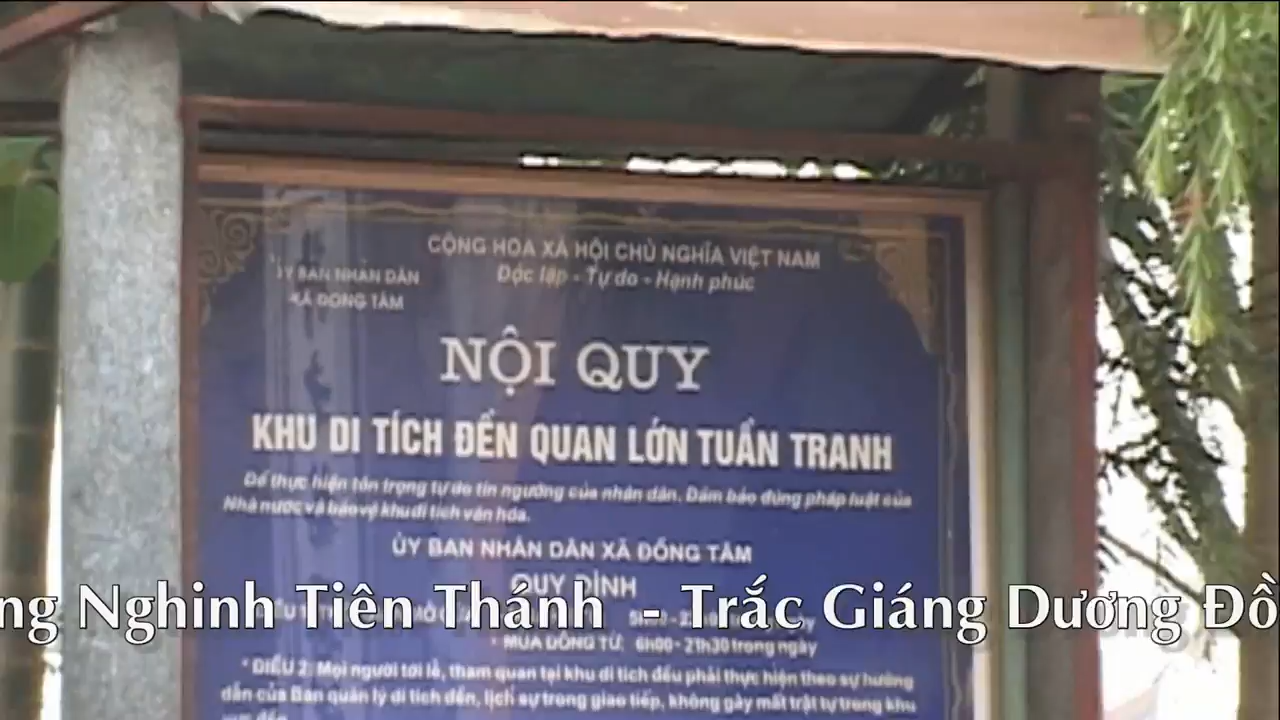 CỘNG HÒA XÃ HỘI CHỦ NGHĨA VIỆT NAM
ỦY BAN NHÂN DÂN
Độc lập - Tự do - Hạnh phúc
XÃ ĐỒNG TÂM
NỘI QUY
KHU DI TÍCH ĐỀN QUAN LỚN TUẦN TRANH
Để thực hiện tôn trọng tự do tín ngưỡng của nhân dân. Đảm bảo đúng pháp luật của
Nhà nước và bảo vệ khu di tích văn hóa.
ỦY BAN NHÂN DÂN XÃ ĐỒNG TÂM
QUY ĐỊNH
ng Nghinh Tiên Thánh - Trắc Giáng Dương Đồ
* MÙA ĐÔNG TỪ: 6h00 - 21h30 trong ngày
* ĐIỀU 2: Mọi người tới lễ, tham quan tại khu di tích đều phải thực hiện theo sự hướng
dẫn của Ban quản lý di tích đền, lịch sự trong giao tiếp, không gây mất trật tự trong khu